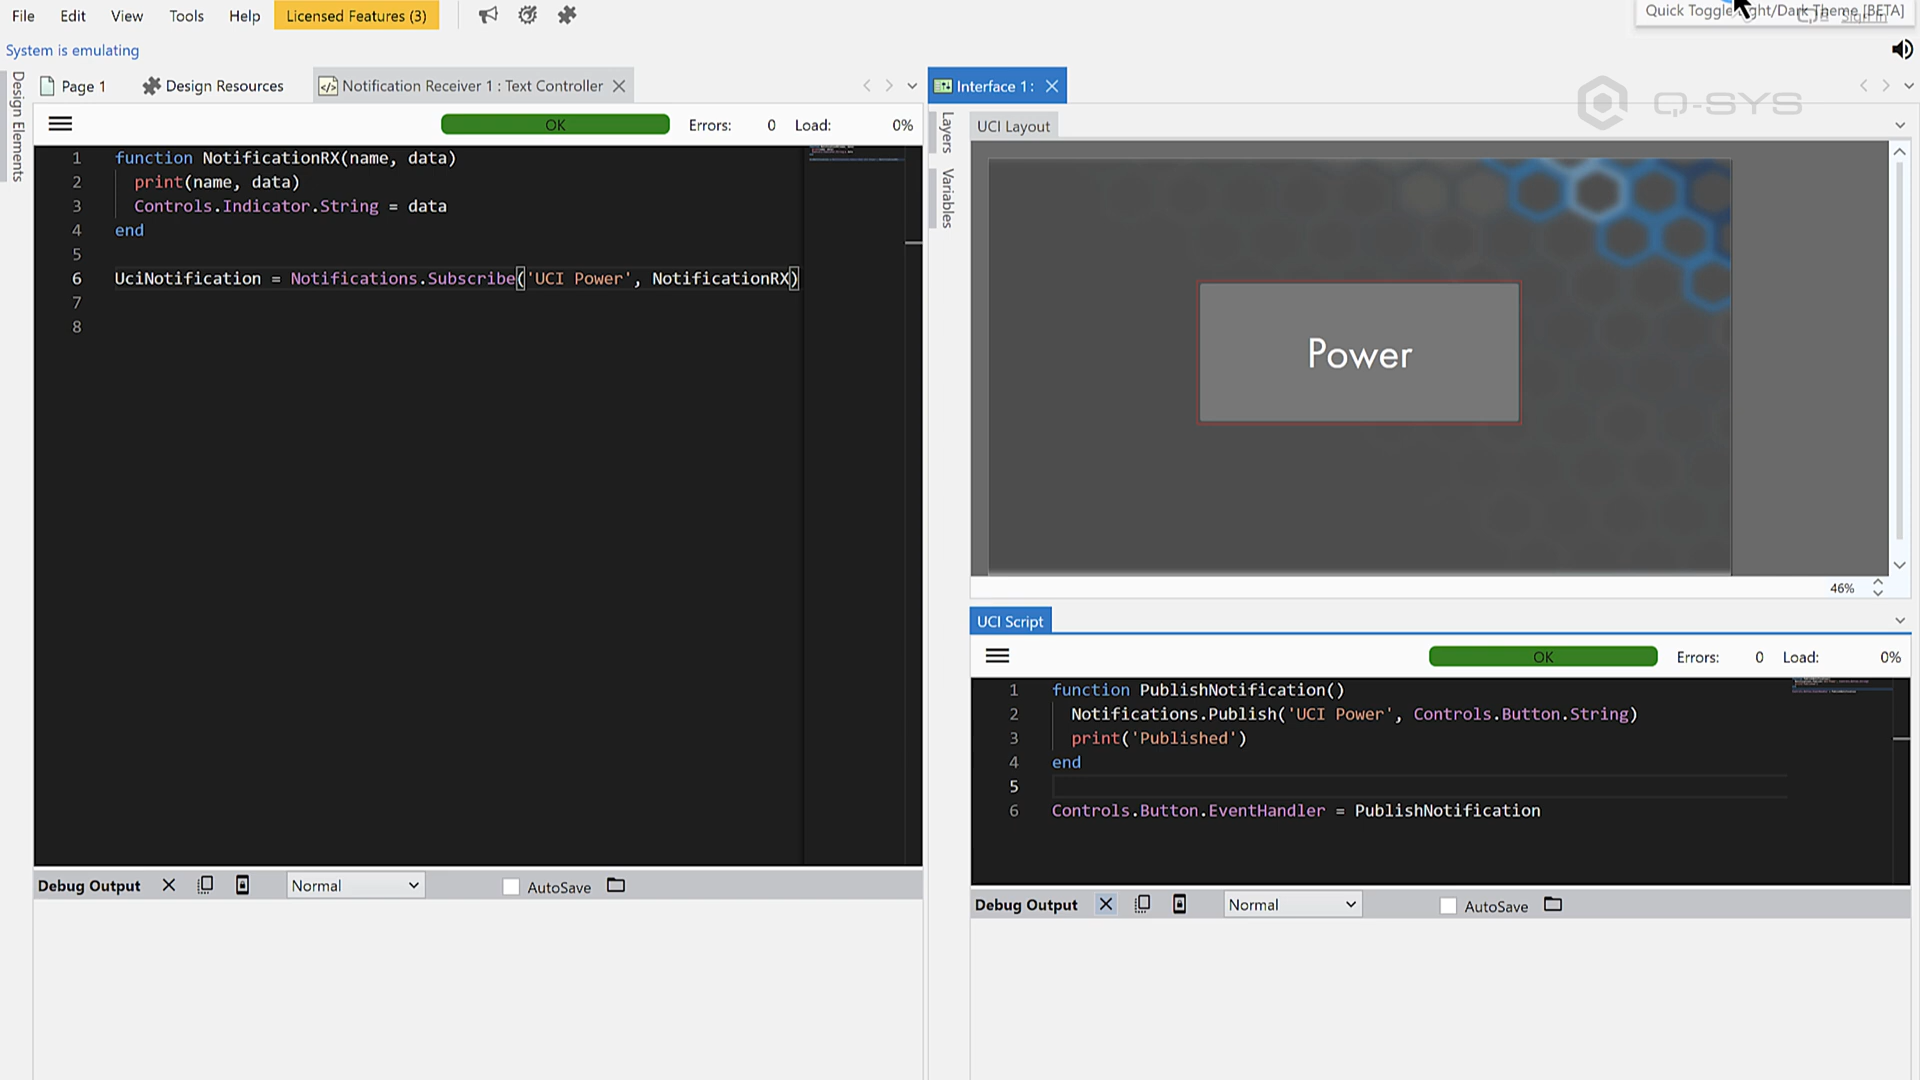 File Edit View Tools Help Licensed Features (3)
Quick Toggle Light/Dark Theme [BETA]
System is emulating
Design Elements
Page 1
Design Resources
Notification Receiver 1 : Text Controller
OK Errors: 0 Load: 0%
1 function NotificationRX(name, data)
2 print(name, data)
3 Controls.Indicator.String = data
4 end
5
6 UciNotification = Notifications.Subscribe('UCI Power', NotificationRX)
7
8
Debug Output Normal AutoSave
Interface 1 :
Q-SYS
Layers
Variables
UCI Layout
Power
46%
UCI Script
OK Errors: 0 Load: 0%
1 function PublishNotification()
2 Notifications.Publish('UCI Power', Controls.Button.String)
3 print('Published')
4 end
5
6 Controls.Button.EventHandler = PublishNotification
Debug Output Normal AutoSave